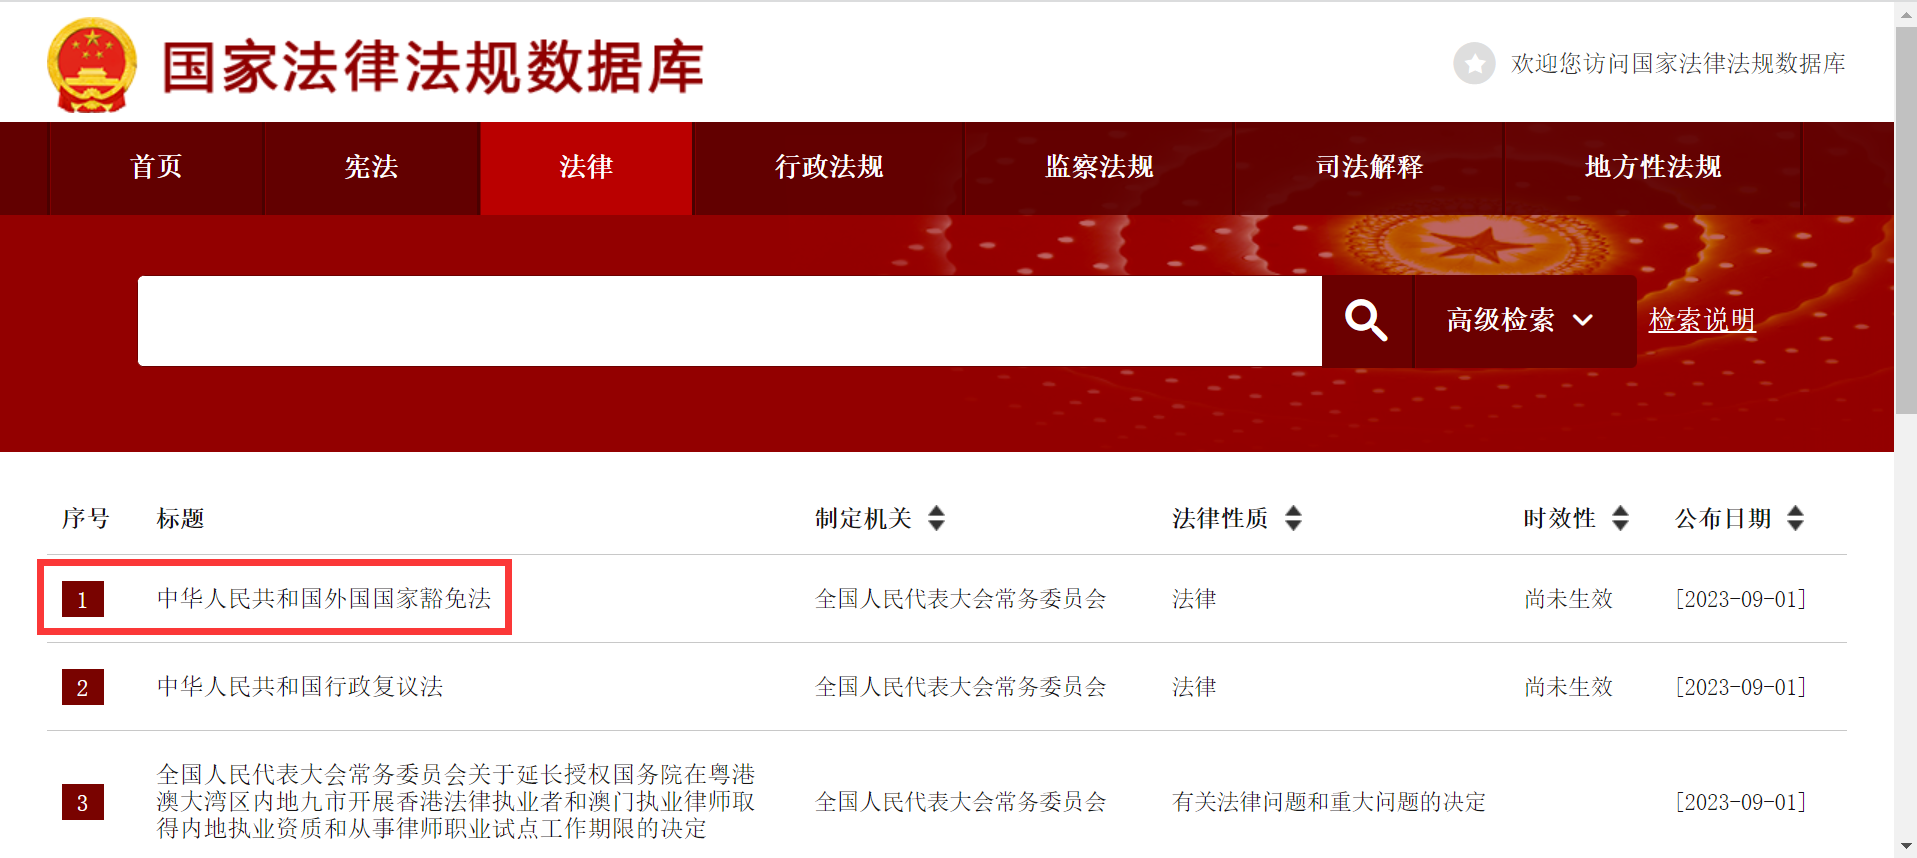 国家法律法规数据库
欢迎您访问国家法律法规数据库
首页 宪法 法律 行政法规 监察法规 司法解释 地方性法规
高级检索 检索说明
序号 标题 制定机关 法律性质 时效性 公布日期
1 中华人民共和国外国国家豁免法 全国人民代表大会常务委员会 法律 尚未生效 [2023-09-01]
2 中华人民共和国行政复议法 全国人民代表大会常务委员会 法律 尚未生效 [2023-09-01]
全国人民代表大会常务委员会关于延长授权国务院在粤港
3 澳大湾区内地九市开展香港法律执业者和澳门执业律师取 全国人民代表大会常务委员会 有关法律问题和重大问题的决定 [2023-09-01]
得内地执业资质和从事律师职业试点工作期限的决定